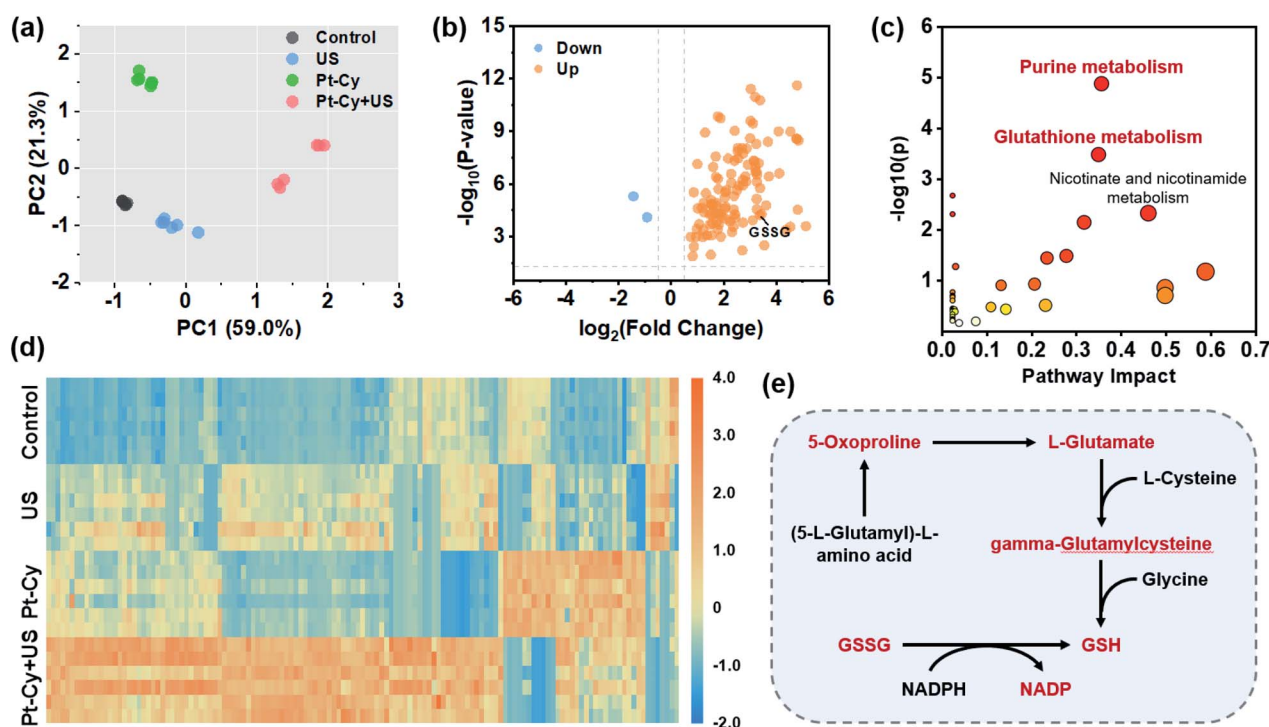 (a)
Control
US
Pt-Cy
Pt-Cy+US
2
1
0
-1
-2
PC2 (21.3%)
-1
0
1
2
3
PC1 (59.0%)
(b)
Down
Up
15
12
9
6
3
-log10(P-value)
GSSG
-6
-4
-2
0
2
4
6
log2(Fold Change)
(c)
Purine metabolism
Glutathione metabolism
Nicotinate and nicotinamide
metabolism
6
5
4
3
2
1
0
-log10(p)
0.0
0.1
0.2
0.3
0.4
0.5
0.6
0.7
Pathway Impact
(d)
Control
US
Pt-Cy
Pt-Cy+US
4.0
3.0
2.0
1.0
0
-1.0
-2.0
(e)
5-Oxoproline
L-Glutamate
L-Cysteine
(5-L-Glutamyl)-L-
amino acid
gamma-Glutamylcysteine
Glycine
GSSG
GSH
NADPH
NADP